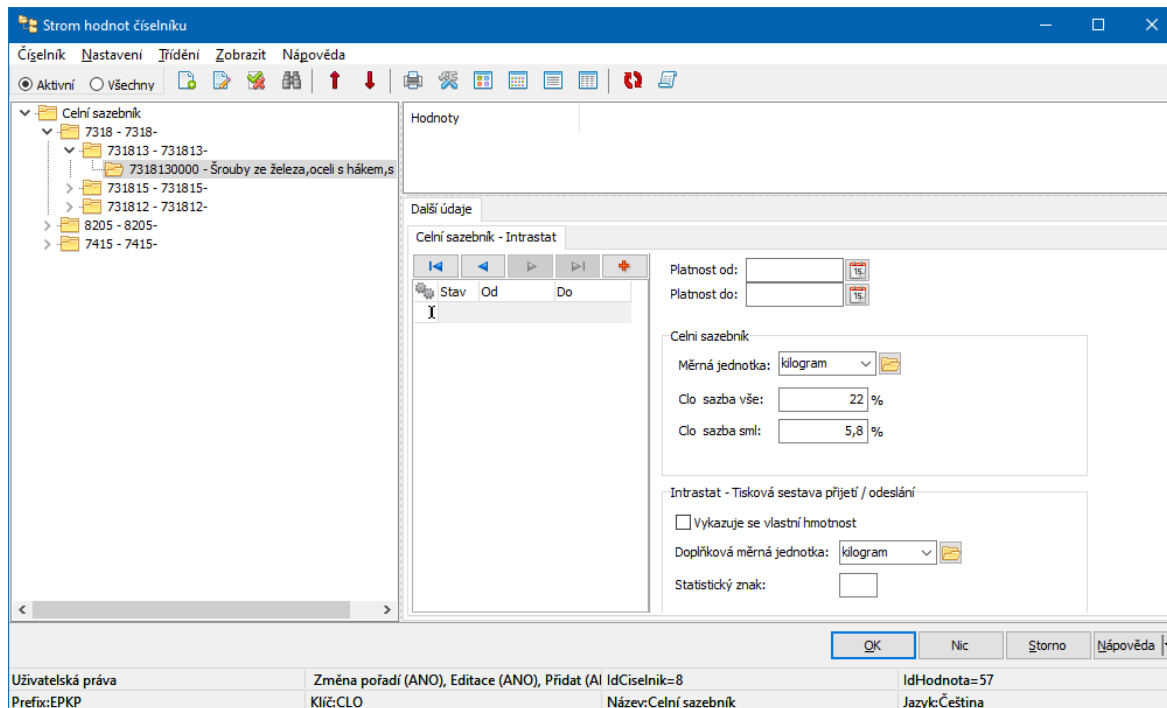 Strom hodnot číselníku
Číselník Nastavení Třídění Zobrazit Nápověda
Aktivní Všechny
Celní sazebník
7318 - 7318-
731813 - 731813-
7318130000 - Šrouby ze železa,oceli s hákem,s
731815 - 731815-
731812 - 731812-
8205 - 8205-
7415 - 7415-
Hodnoty
Další údaje
Celní sazebník - Intrastat
Stav Od Do
Platnost od: 15
Platnost do: 15
Celni sazebník
Měrná jednotka: kilogram
Clo sazba vše: 22 %
Clo sazba sml: 5,8 %
Intrastat - Tisková sestava přijetí / odeslání
Vykazuje se vlastní hmotnost
Doplňková měrná jednotka: kilogram
Statistický znak:
OK Nic Storno Nápověda
Uživatelská práva Změna pořadí (ANO), Editace (ANO), Přidat (Al IdCiselnik=8 IdHodnota=57
Prefix:EPKP Klíč:CLO Název:Celní sazebník Jazyk:Čeština